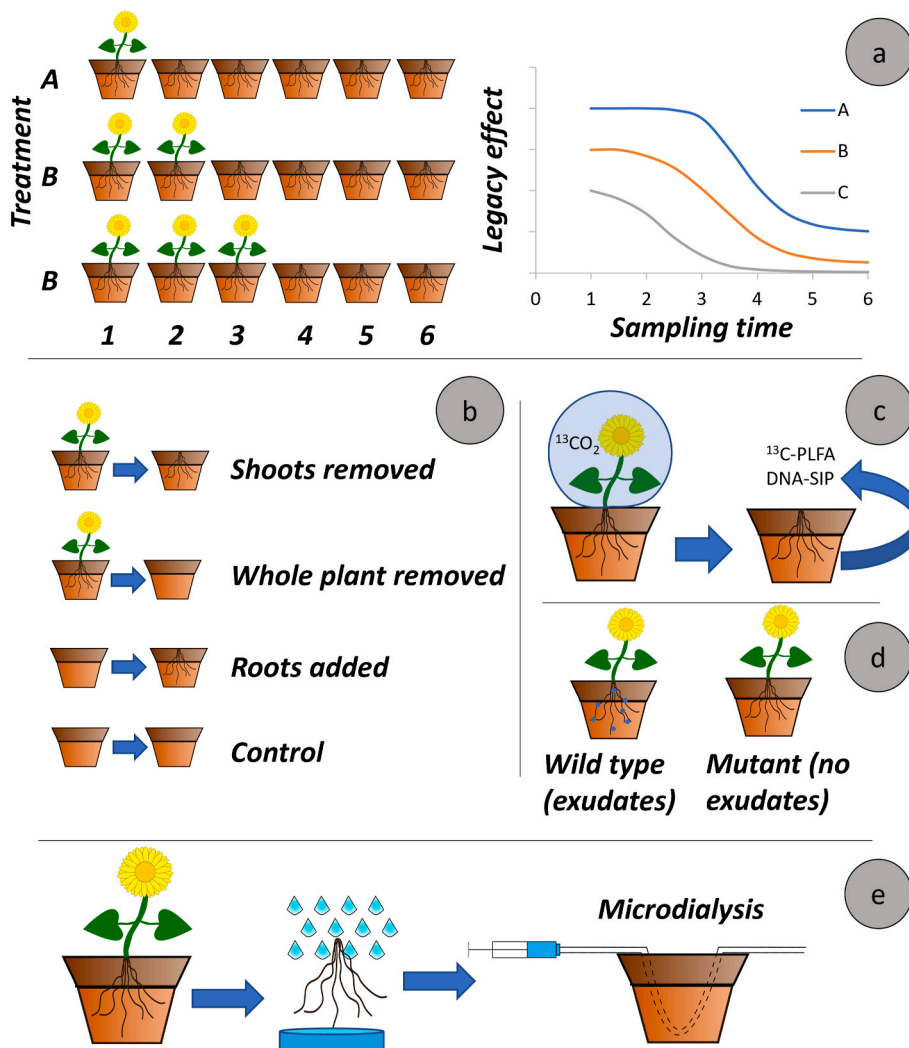 a
Treatment
A
B
B
1 2 3 4 5 6
Legacy effect
A
B
C
0 1 2 3 4 5 6
Sampling time
b
Shoots removed
Whole plant removed
Roots added
Control
c
¹³CO₂
¹³C-PLFA
DNA-SIP
d
Wild type
(exudates)
Mutant (no
exudates)
e
Microdialysis